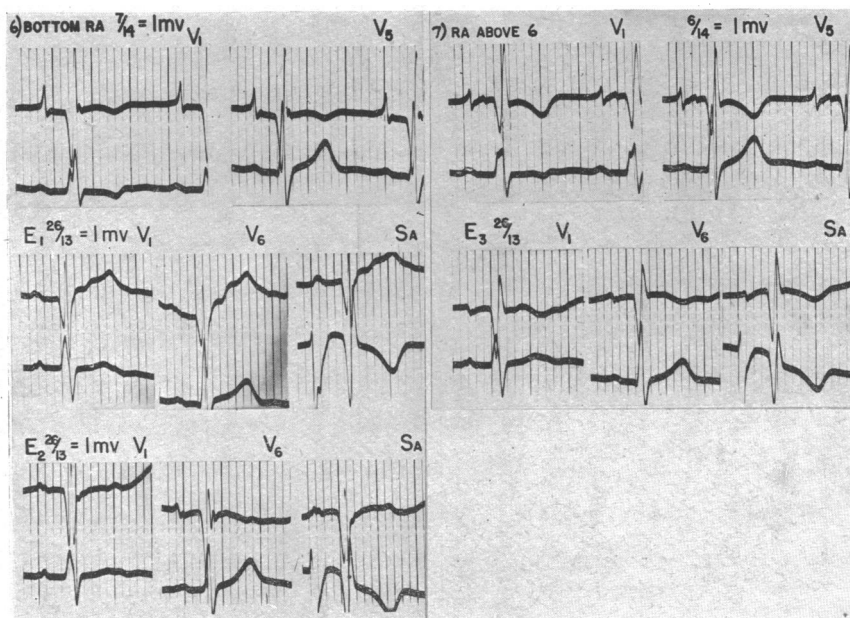 6) BOTTOM RA 7/14 = 1mv V1 V5
7) RA ABOVE 6 V1 6/14 = 1mv V5
E1 26/13 = 1mv V1 V6 SA
E3 26/13 V1 V6 SA
E2 26/13 = 1mv V1 V6 SA